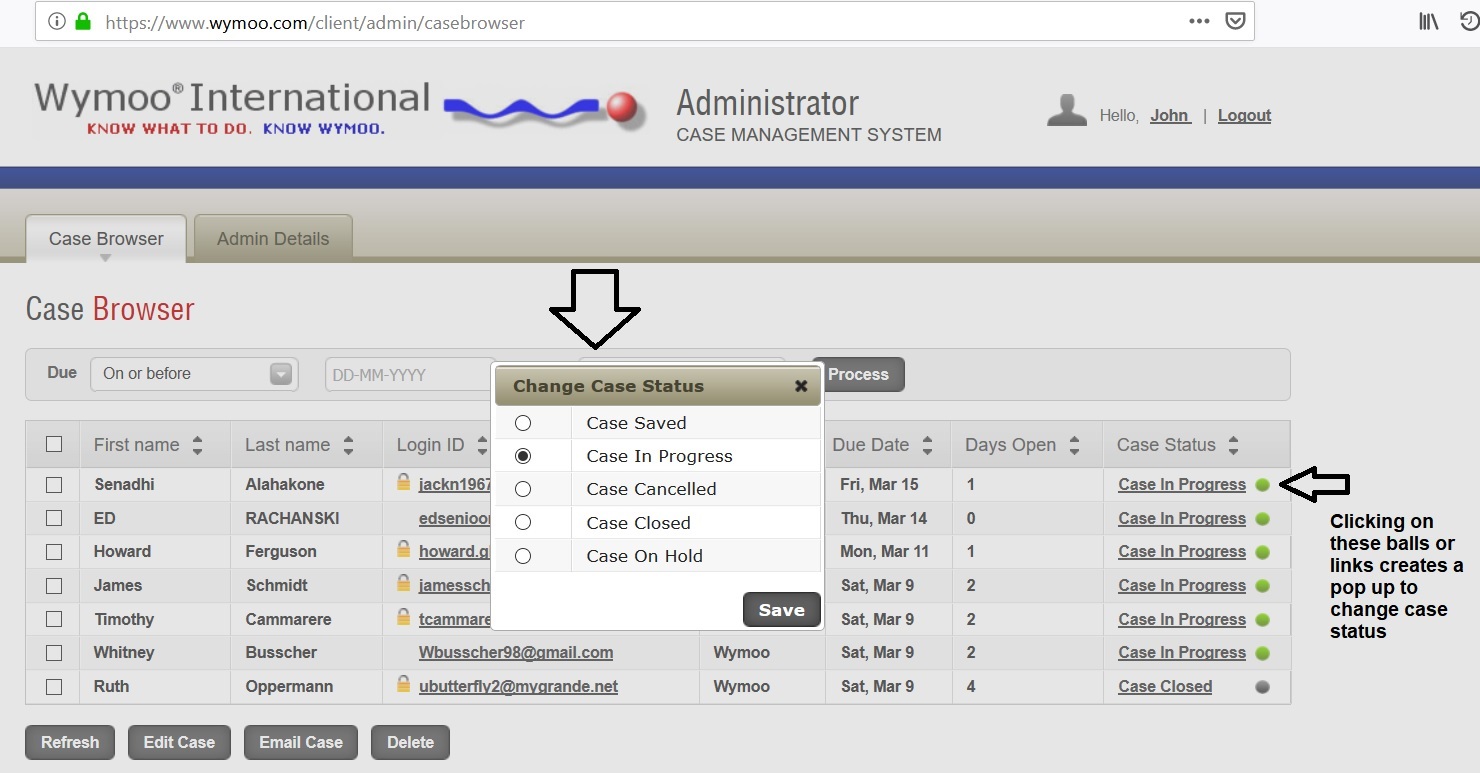 https://www.wymoo.com/client/admin/casebrowser
Wymoo® International
KNOW WHAT TO DO. KNOW WYMOO.
Administrator
CASE MANAGEMENT SYSTEM
Hello, John | Logout
Case Browser
Admin Details
Case Browser
Due On or before DD-MM-YYYY Process
Change Case Status
Case Saved
Case In Progress
Case Cancelled
Case Closed
Case On Hold
Save
First name Last name Login ID Due Date Days Open Case Status
Senadhi Alahakone jackn1967 Fri, Mar 15 1 Case In Progress
ED RACHANSKI edsenioor Thu, Mar 14 0 Case In Progress
Howard Ferguson howard.g Mon, Mar 11 1 Case In Progress
James Schmidt jamessch Sat, Mar 9 2 Case In Progress
Timothy Cammarere tcammare Sat, Mar 9 2 Case In Progress
Whitney Busscher Wbusscher98@gmail.com Wymoo Sat, Mar 9 2 Case In Progress
Ruth Oppermann ubutterfly2@mygrande.net Wymoo Sat, Mar 9 4 Case Closed
Clicking on
these balls or
links creates a
pop up to
change case
status
Refresh Edit Case Email Case Delete